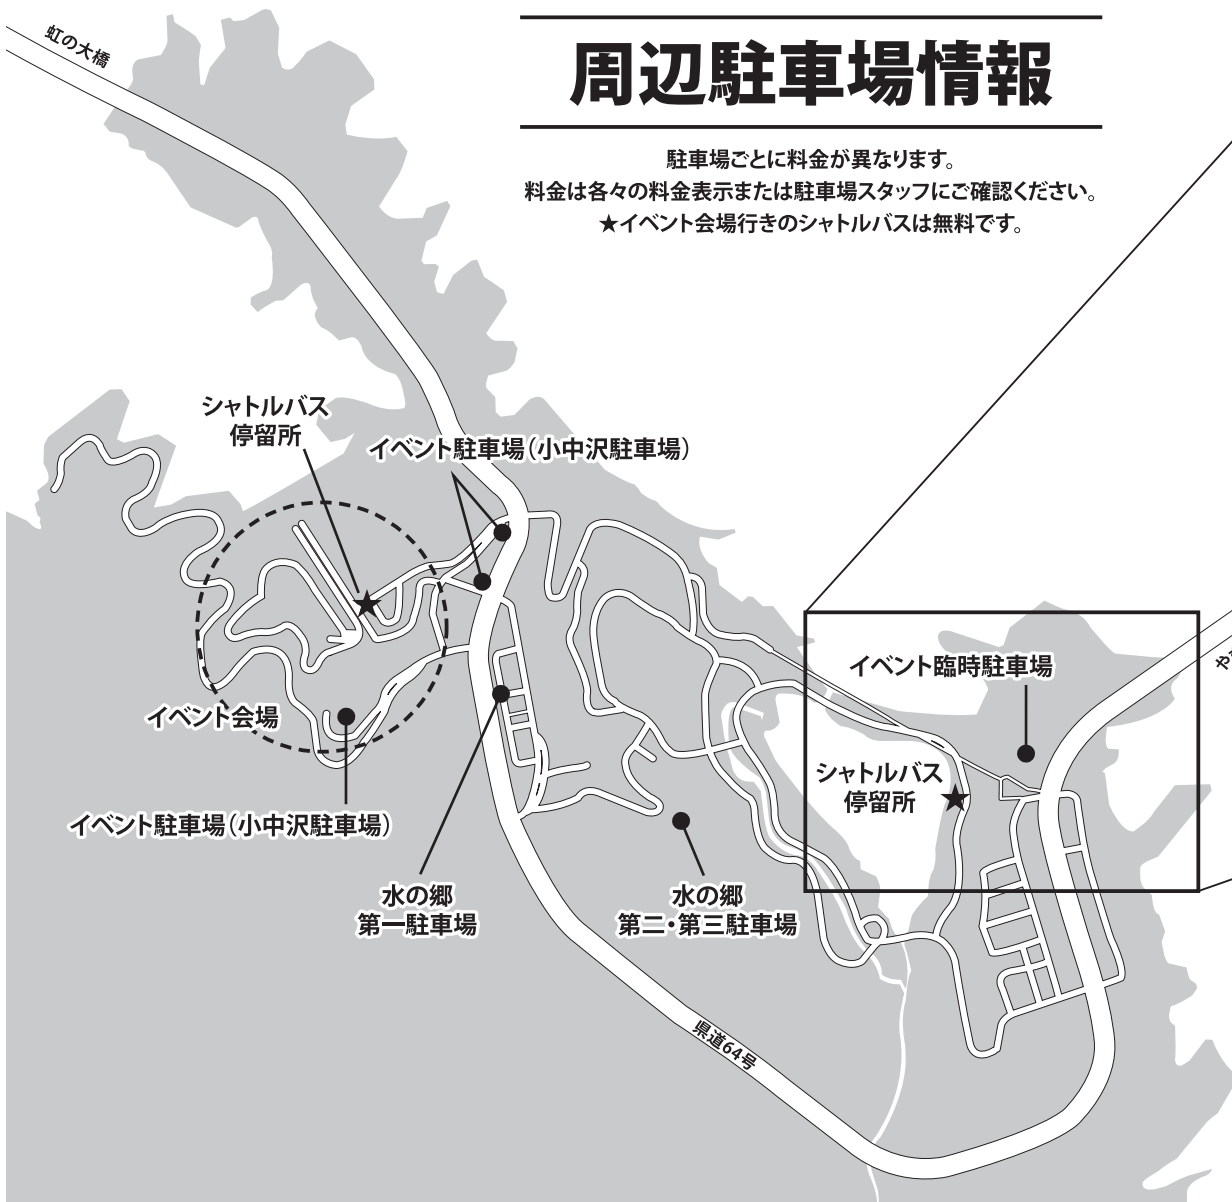 虹の大橋
周辺駐車場情報
駐車場ごとに料金が異なります。
料金は各々の料金表示または駐車場スタッフにご確認ください。
★イベント会場行きのシャトルバスは無料です。
シャトルバス
停留所
イベント駐車場（小中沢駐車場）
イベント臨時駐車場
イベント会場
シャトルバス
停留所
イベント駐車場（小中沢駐車場）
水の郷
第一駐車場
水の郷
第二・第三駐車場
県道64号